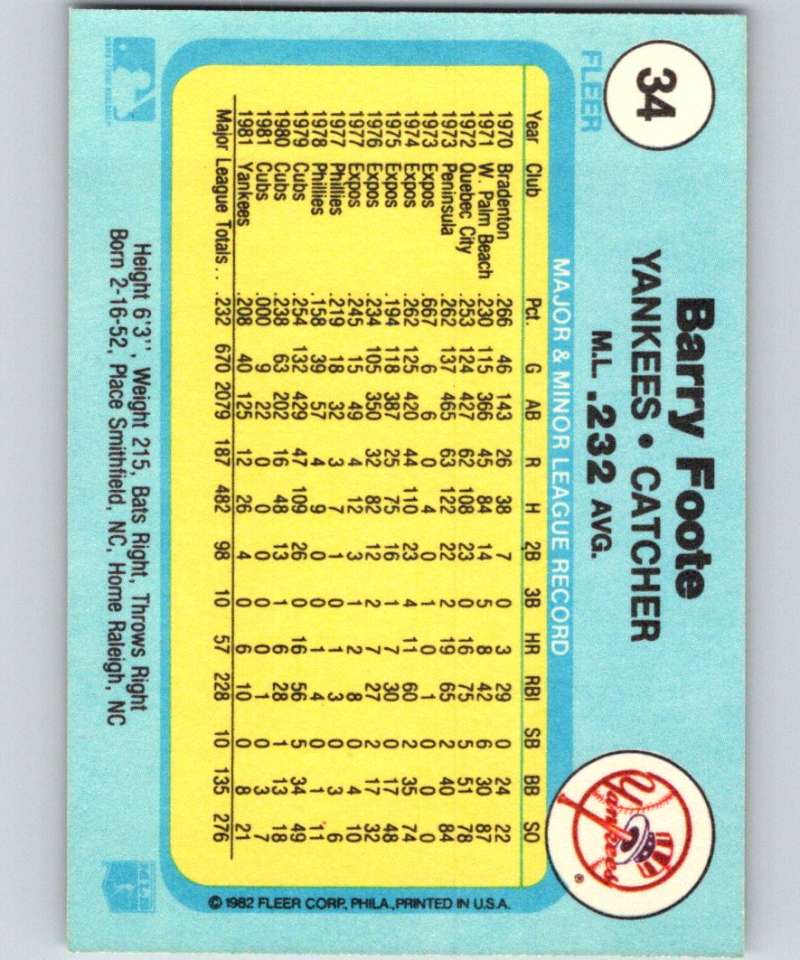 34
FLEER
Barry Foote
YANKEES • CATCHER
M.L. .232 AVG.
Yankees
®
MAJOR & MINOR LEAGUE RECORD
Year Club Pct. G AB R H 2B 3B HR RBI SB BB SO
1970 Bradenton .266 46 143 26 38 7 0 3 29 0 24 22
1971 W. Palm Beach .230 115 366 45 84 14 5 8 42 6 30 87
1972 Quebec City .253 124 427 62 108 23 0 16 75 5 51 78
1973 Peninsula .262 137 465 63 122 22 2 19 65 2 40 84
1973 Expos .667 6 6 0 4 0 1 0 1 0 0 0
1974 Expos .262 125 420 44 110 23 4 11 60 2 35 74
1975 Expos .194 118 387 25 75 16 1 7 30 0 17 48
1976 Expos .234 105 350 32 82 12 2 7 27 2 17 32
1977 Expos .245 15 49 4 12 3 1 2 8 0 4 10
1977 Phillies .219 18 32 3 7 1 0 1 3 0 3 6
1978 Phillies .158 39 57 4 9 0 0 1 4 0 1 11
1979 Cubs .254 132 429 47 109 26 0 16 56 5 34 49
1980 Cubs .238 63 202 16 48 13 1 6 28 1 13 18
1981 Cubs .000 9 22 0 0 0 0 0 1 0 3 7
1981 Yankees .208 40 125 12 26 4 0 6 10 0 8 21
Major League Totals . . .232 670 2079 187 482 98 10 57 228 10 135 276
© 1982 FLEER CORP., PHILA., PRINTED IN U.S.A.
Height 6'3'', Weight 215, Bats Right, Throws Right
Born 2-16-52, Place Smithfield, NC, Home Raleigh, NC